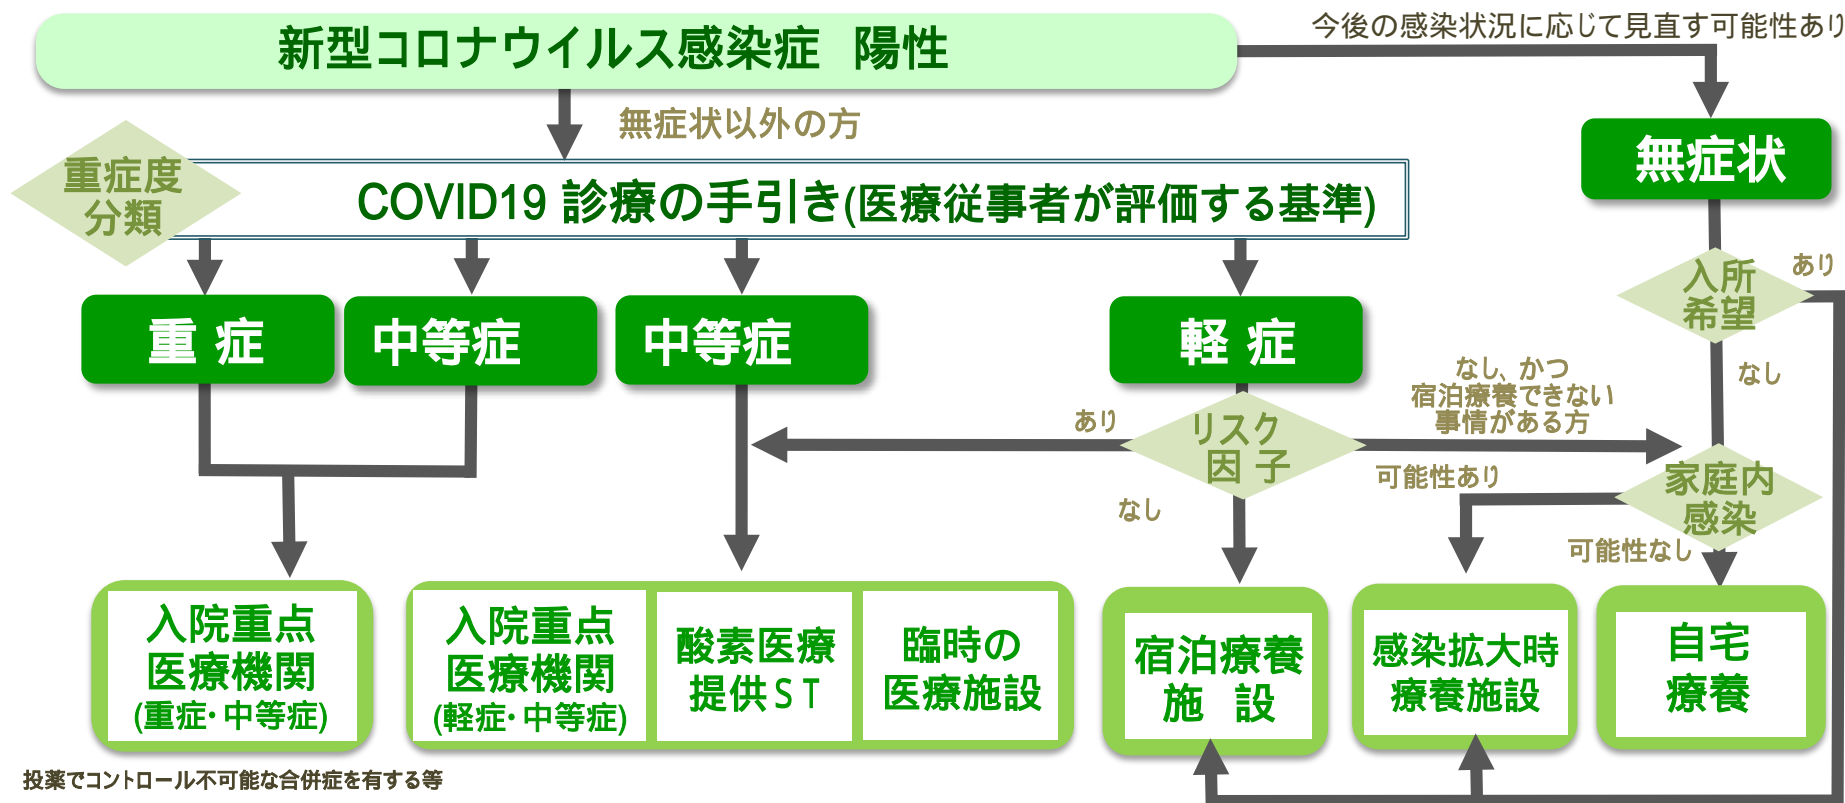 今後の感染状況に応じて見直す可能性あり
新型コロナウイルス感染症 陽性
無症状以外の方
無症状
重症度
分類
COVID19 診療の手引き(医療従事者が評価する基準)
入所
希望
あり
なし
重 症
中等症
中等症
軽 症
なし、かつ
宿泊療養できない
事情がある方
あり
リスク
因 子
なし
可能性あり
家庭内
感染
可能性なし
入院重点
医療機関
(重症・中等症)
入院重点
医療機関
(軽症・中等症)
酸素医療
提供ST
臨時の
医療施設
宿泊療養
施 設
感染拡大時
療養施設
自宅
療養
投薬でコントロール不可能な合併症を有する等